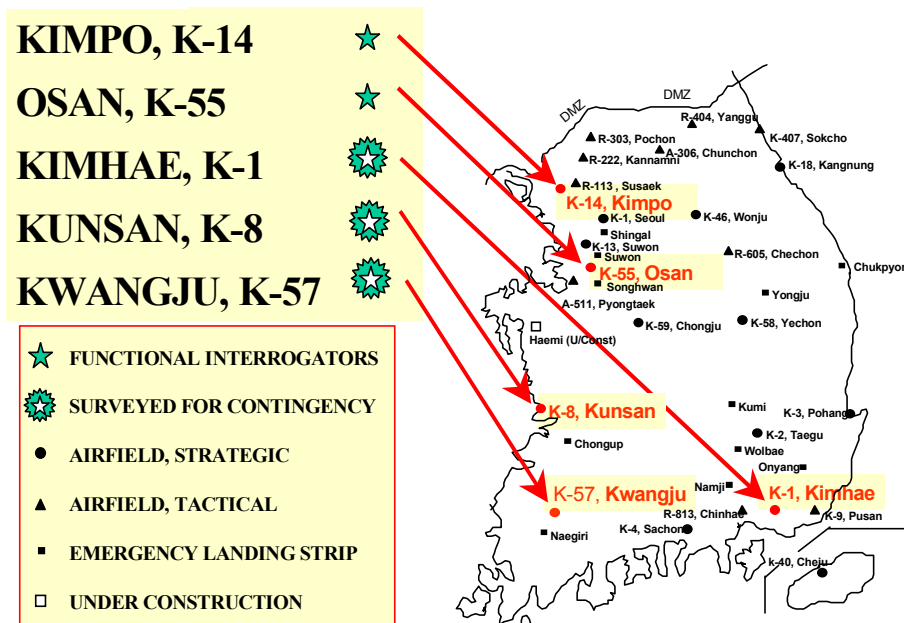 KIMPO, K-14
OSAN, K-55
KIMHAE, K-1
KUNSAN, K-8
KWANGJU, K-57
FUNCTIONAL INTERROGATORS
SURVEYED FOR CONTINGENCY
AIRFIELD, STRATEGIC
AIRFIELD, TACTICAL
EMERGENCY LANDING STRIP
UNDER CONSTRUCTION
DMZ
DMZ
R-404, Yanggu
K-407, Sokcho
R-303, Pochon
A-306, Chunchon
R-222, Kannamni
K-18, Kangnung
R-113 , Susaek
K-14, Kimpo
K-1, Seoul
K-46, Wonju
Shingal
K-13, Suwon
Suwon
R-605, Chechon
K-55, Osan
Chukpyon
Songhwan
Yongju
A-511, Pyongtaek
K-59, Chongju
K-58, Yechon
Haemi (U/Const)
K-8, Kunsan
Kumi
K-3, Pohang
K-2, Taegu
Chongup
Wolbae
Onyang
K-57, Kwangju
Namji
K-1, Kimhae
R-813, Chinhae
K-9, Pusan
K-4, Sachon
Naegiri
k-40, Cheju